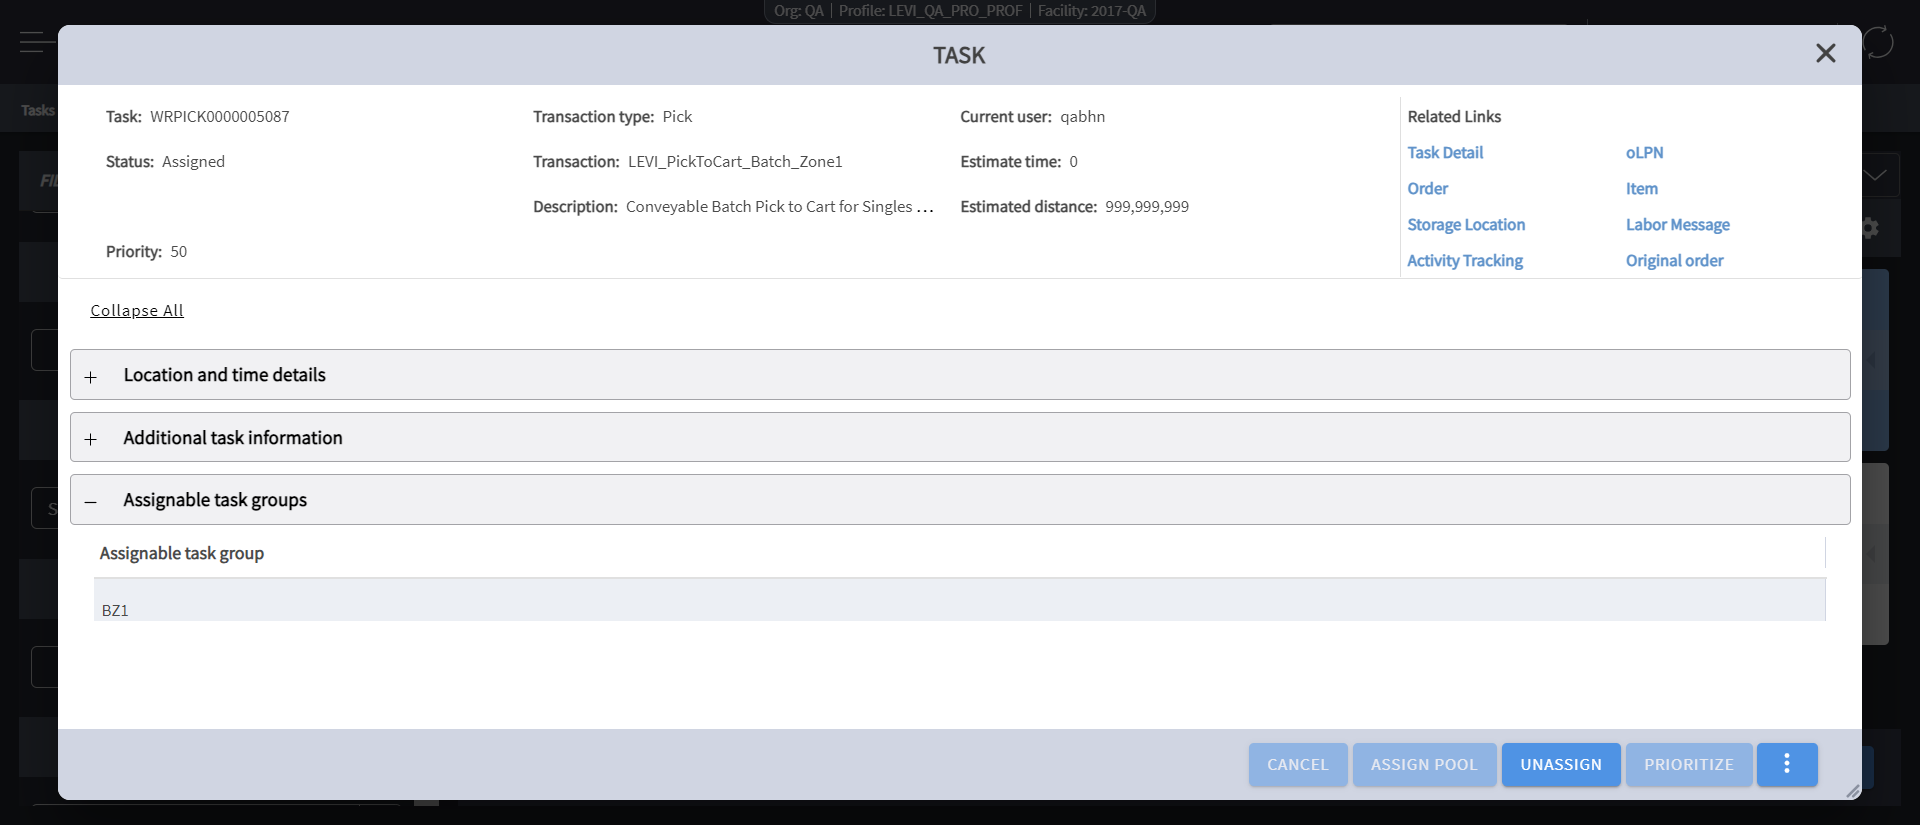 Org: QA | Profile: LEVI_QA_PRO_PROF | Facility: 2017-QA
TASK
Tasks
Task: WRPICK0000005087
Transaction type: Pick
Current user: qabhn
Related Links
Status: Assigned
Transaction: LEVI_PickToCart_Batch_Zone1
Estimate time: 0
Task Detail
oLPN
Order
Item
Description: Conveyable Batch Pick to Cart for Singles ...
Estimated distance: 999,999,999
Storage Location
Labor Message
Priority: 50
Activity Tracking
Original order
Collapse All
+ Location and time details
+ Additional task information
– Assignable task groups
Assignable task group
BZ1
CANCEL
ASSIGN POOL
UNASSIGN
PRIORITIZE